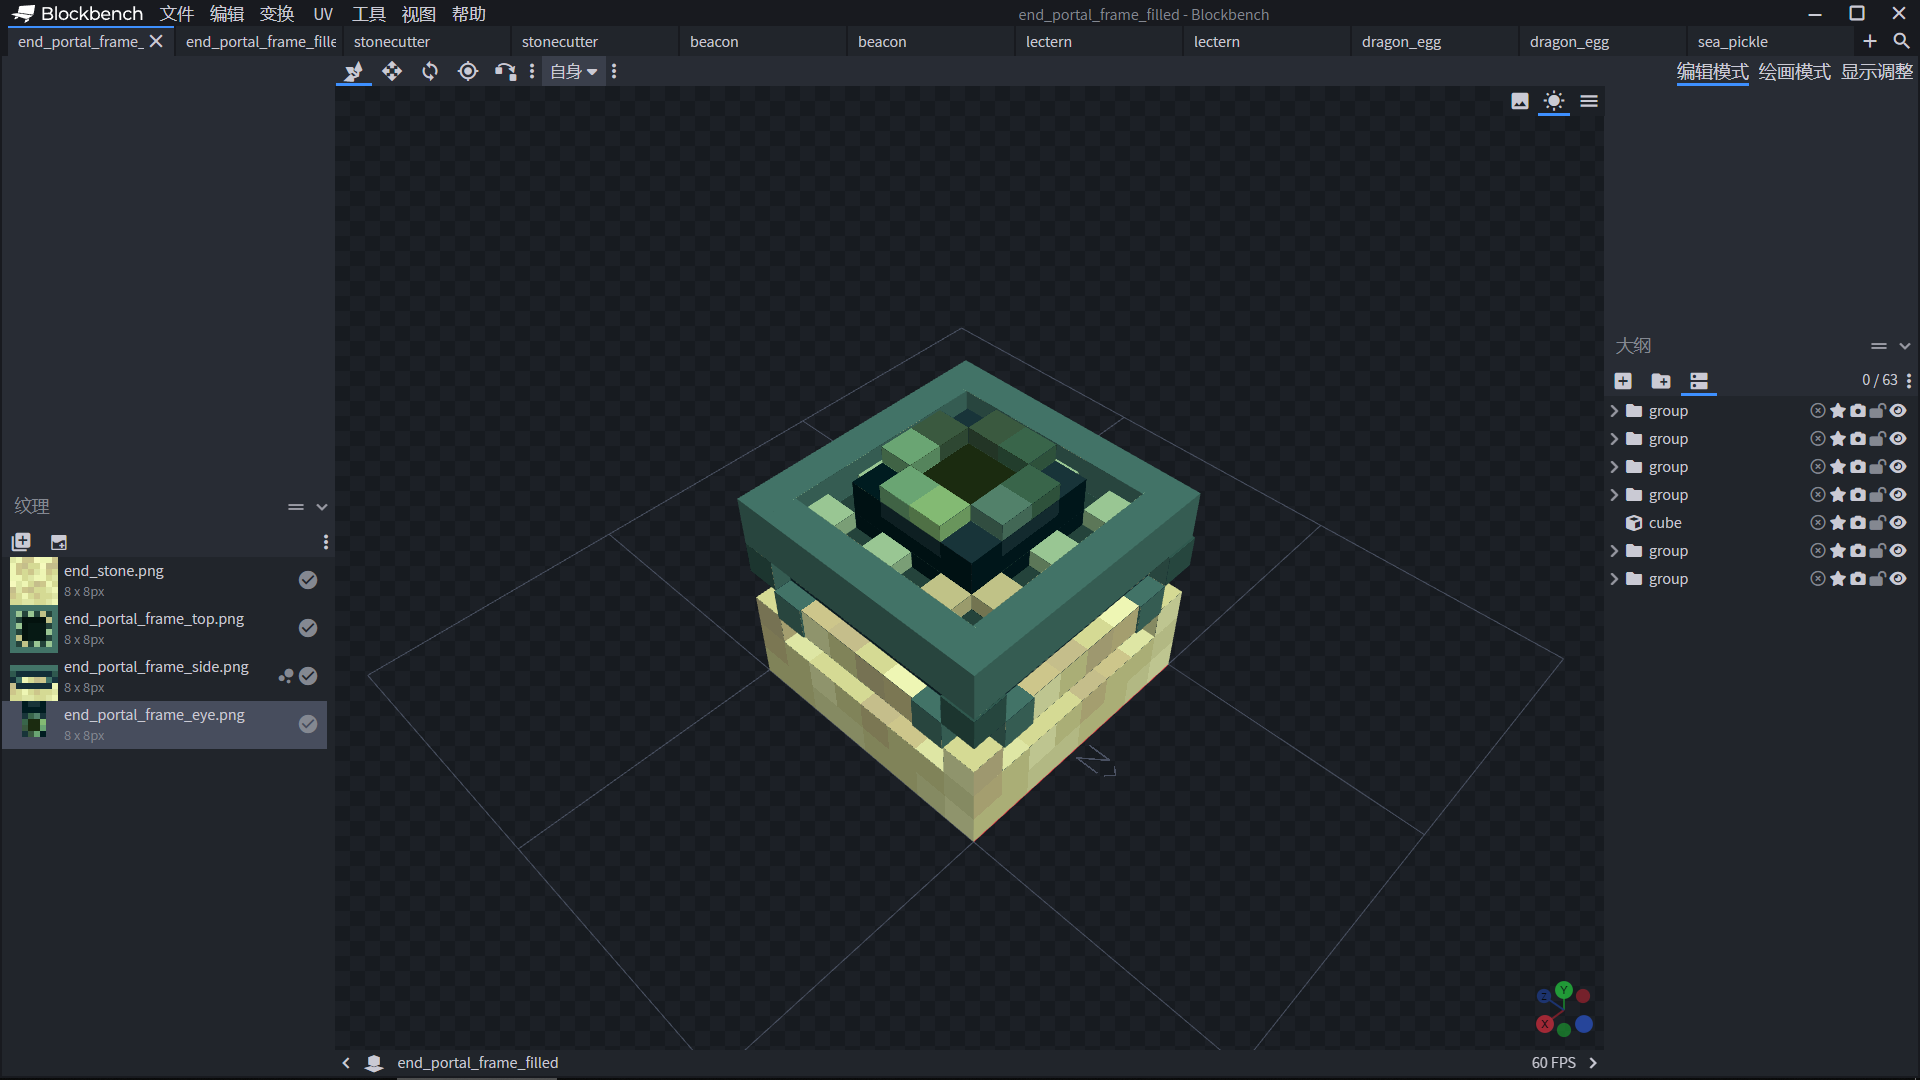 Blockbench 文件 编辑 变换 UV 工具 视图 帮助 end_portal_frame_filled - Blockbench
end_portal_frame_ end_portal_frame_fille stonecutter stonecutter beacon beacon lectern lectern dragon_egg dragon_egg sea_pickle
自身 编辑模式 绘画模式 显示调整
大纲
0 / 63
group
group
group
group
cube
group
group
纹理
end_stone.png
8 x 8px
end_portal_frame_top.png
8 x 8px
end_portal_frame_side.png
8 x 8px
end_portal_frame_eye.png
8 x 8px
N
Y
Z
X
end_portal_frame_filled 60 FPS